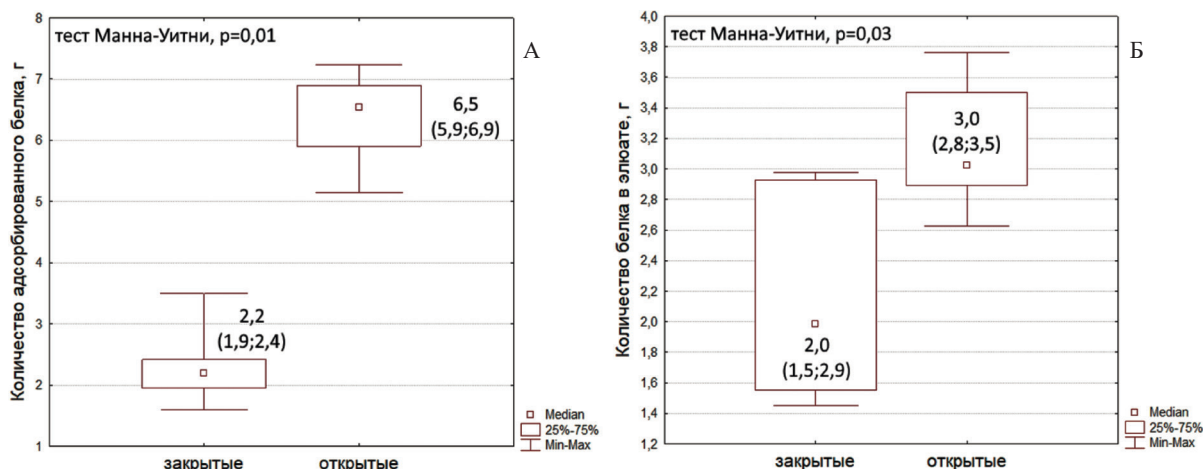 тест Манна-Уитни, p=0,01
А
Количество адсорбированного белка, г
8
7
6
5
4
3
2
1
6,5
(5,9;6,9)
2,2
(1,9;2,4)
закрытые
открытые
Median
25%-75%
Min-Max
тест Манна-Уитни, p=0,03
Б
Количество белка в элюате, г
4,0
3,8
3,6
3,4
3,2
3,0
2,8
2,6
2,4
2,2
2,0
1,8
1,6
1,4
1,2
3,0
(2,8;3,5)
2,0
(1,5;2,9)
закрытые
открытые
Median
25%-75%
Min-Max